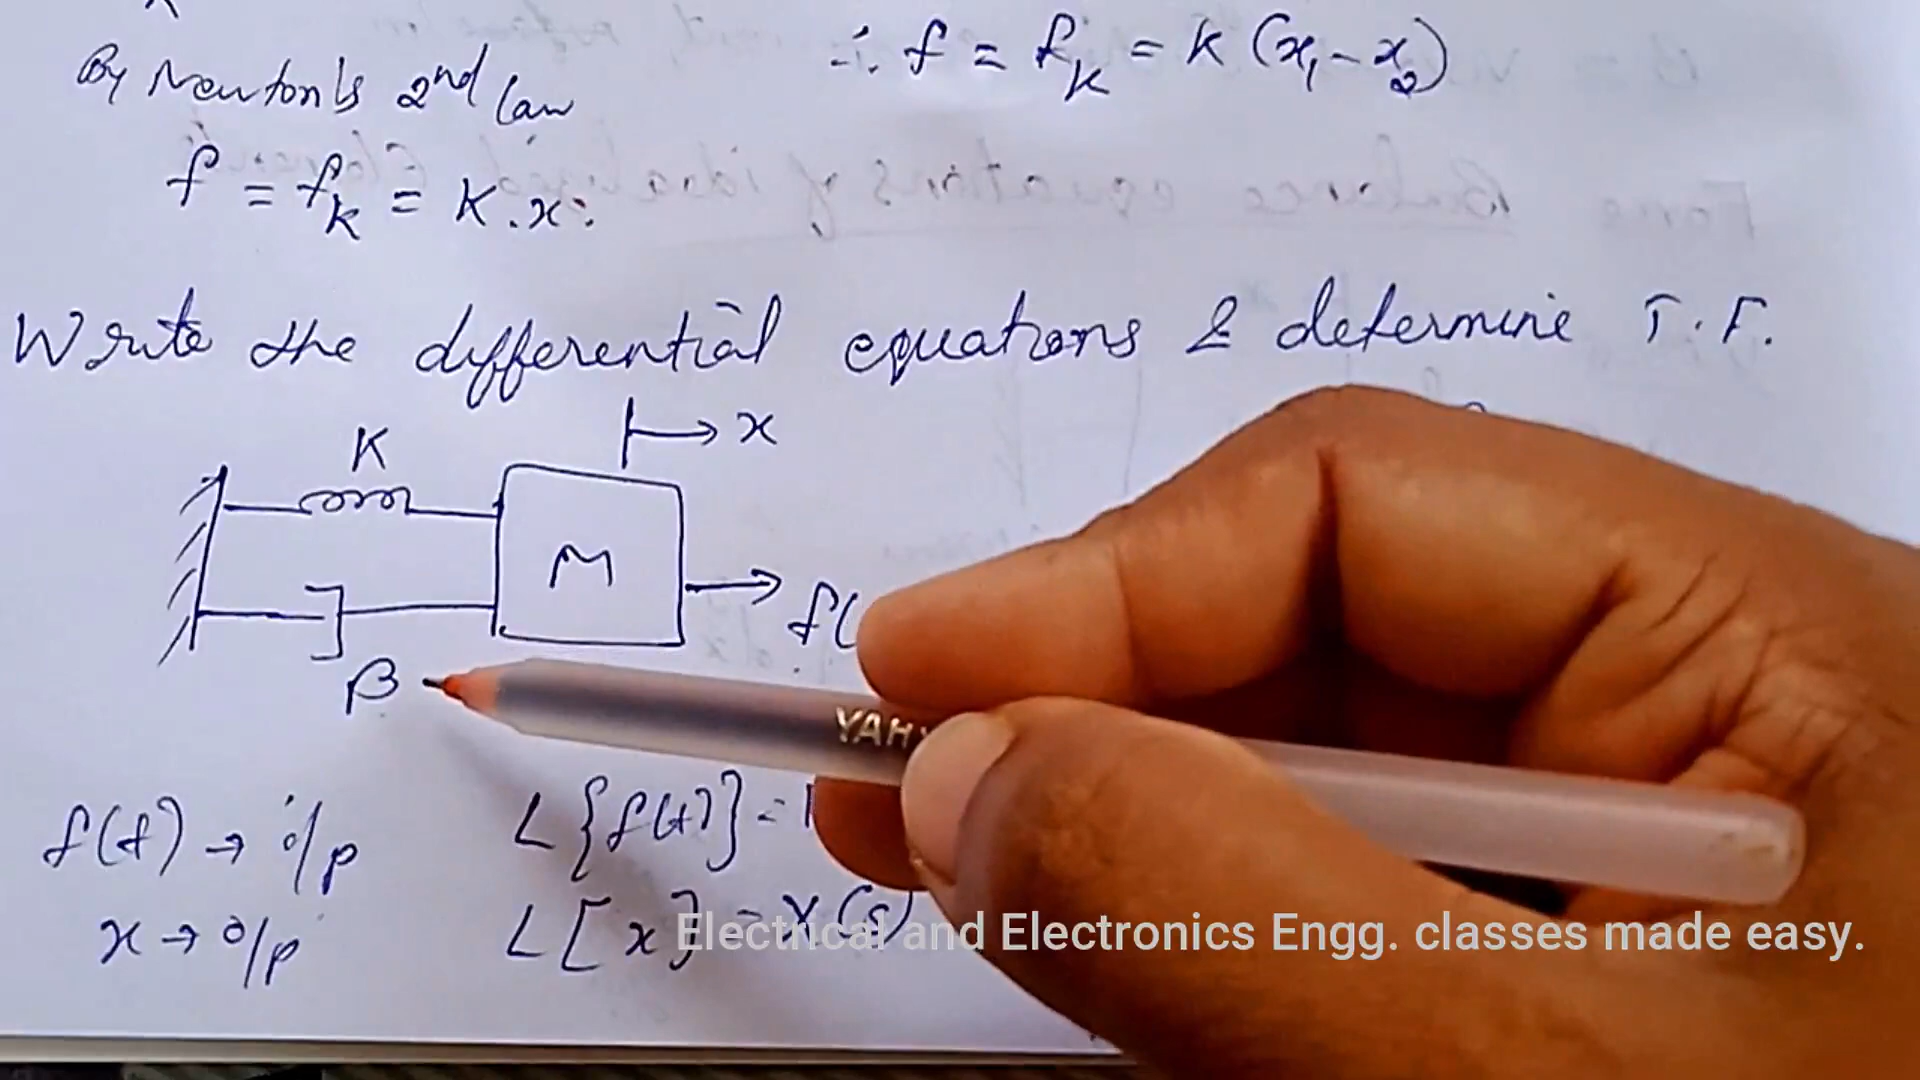 By Newton's 2nd law
∴ f = fk = K (x1 - x2)
f = fk = K.x.
Write the differential equations & determine T.F.
x
K
M
f(
B
YAH
f(t) → i/p
L{f(t)} =
x → o/p
L[x] = X(s)
Electrical and Electronics Engg. classes made easy.